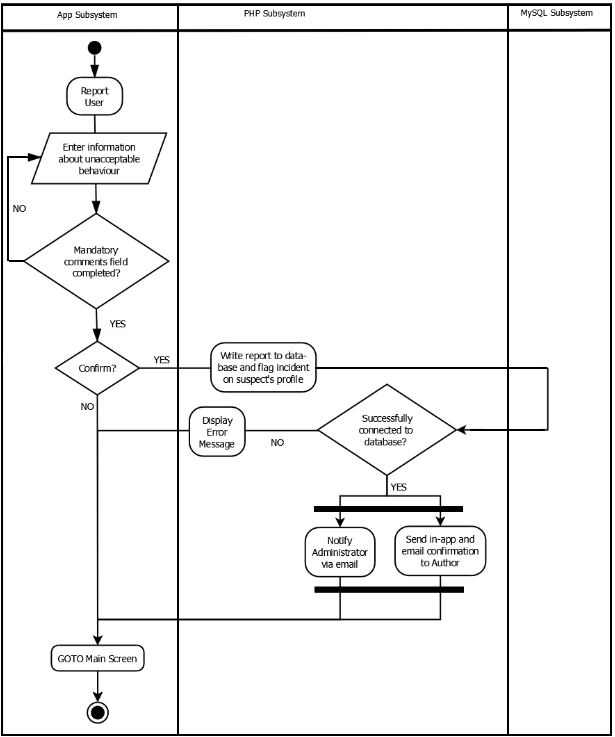 App Subsystem
PHP Subsystem
MySQL Subsystem
Report
User
Enter information
about unacceptable
behaviour
NO
Mandatory
comments field
completed?
YES
Confirm?
YES
Write report to data-
base and flag incident
on suspect's profile
NO
Display
Error
Message
NO
Successfully
connected to
database?
YES
Notify
Administrator
via email
Send in-app and
email confirmation
to Author
GOTO Main Screen